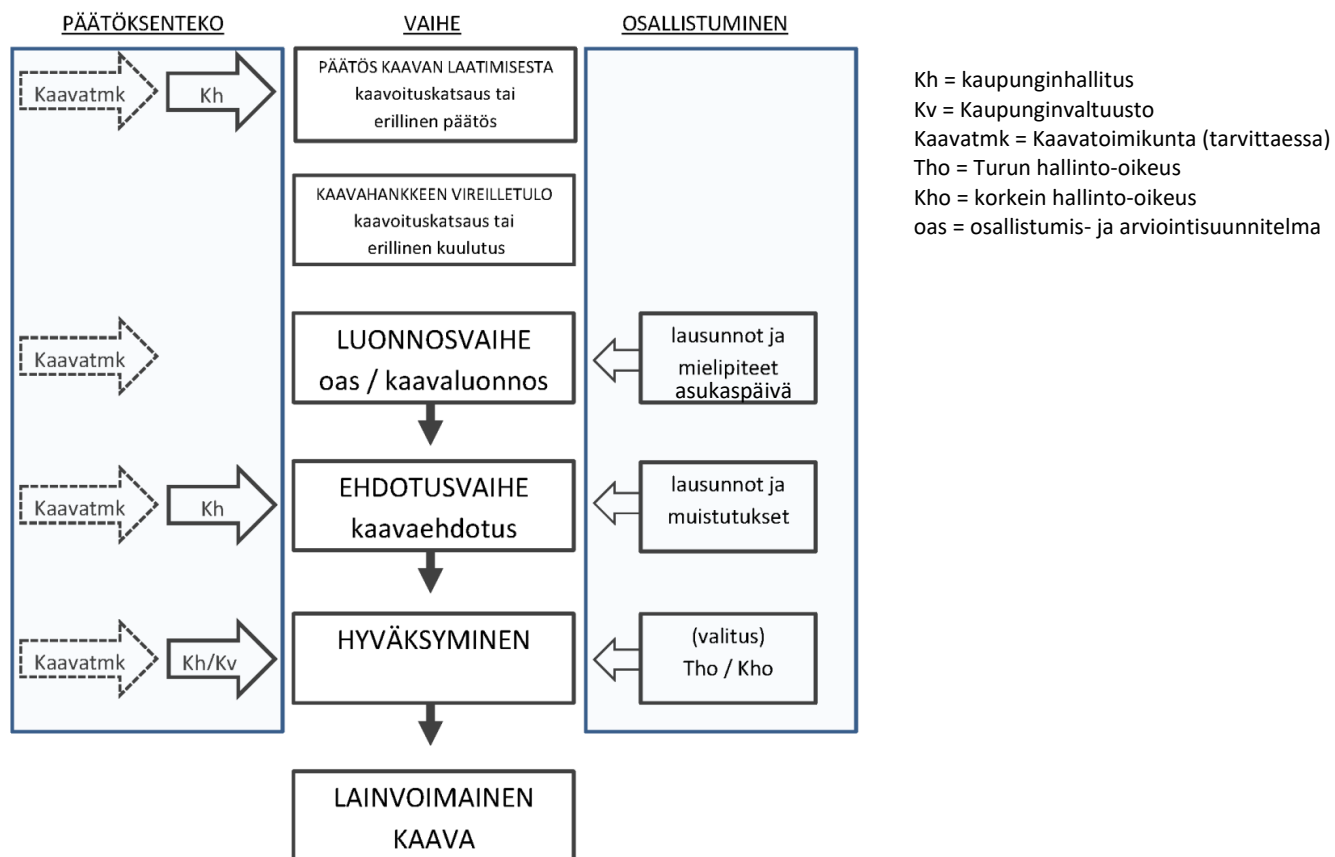 PÄÄTÖKSENTEKO
VAIHE
OSALLISTUMINEN
Kaavatmk
Kh
PÄÄTÖS KAAVAN LAATIMISESTA
kaavoituskatsaus tai
erillinen päätös
KAAVAHANKKEEN VIREILLETULO
kaavoituskatsaus tai
erillinen kuulutus
Kaavatmk
LUONNOSVAIHE
oas / kaavaluonnos
lausunnot ja
mielipiteet
asukaspäivä
Kaavatmk
Kh
EHDOTUSVAIHE
kaavaehdotus
lausunnot ja
muistutukset
Kaavatmk
Kh/Kv
HYVÄKSYMINEN
(valitus)
Tho / Kho
LAINVOIMAINEN
KAAVA
Kh = kaupunginhallitus
Kv = Kaupunginvaltuusto
Kaavatmk = Kaavatoimikunta (tarvittaessa)
Tho = Turun hallinto-oikeus
Kho = korkein hallinto-oikeus
oas = osallistumis- ja arviointisuunnitelma